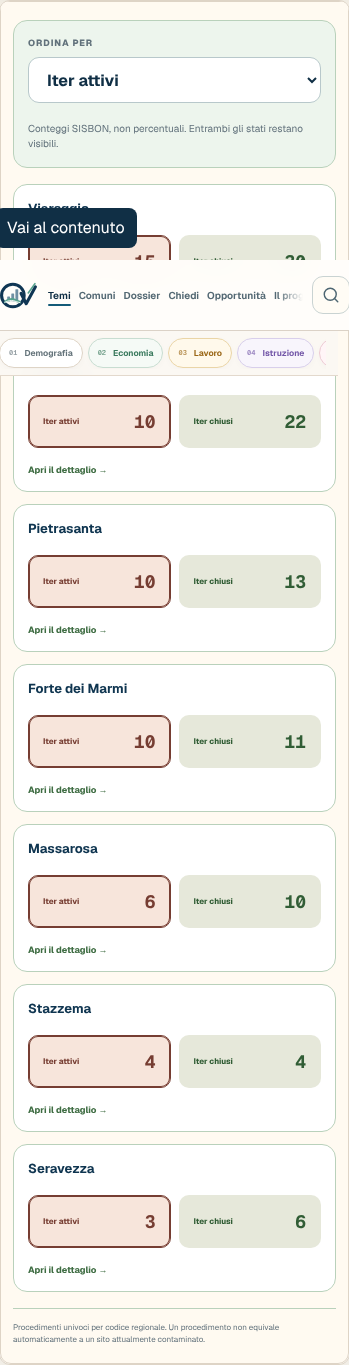 ORDINA PER
Iter attivi
Conteggi SISBON, non percentuali. Entrambi gli stati restano
visibili.
Viareggio
Vai al contenuto
Temi Comuni Dossier Chiedi Opportunità Il
01 Demografia 02 Economia 03 Lavoro 04 Istruzione
Iter attivi 10 Iter chiusi 22
Apri il dettaglio →
Pietrasanta
Iter attivi 10 Iter chiusi 13
Apri il dettaglio →
Forte dei Marmi
Iter attivi 10 Iter chiusi 11
Apri il dettaglio →
Massarosa
Iter attivi 6 Iter chiusi 10
Apri il dettaglio →
Stazzema
Iter attivi 4 Iter chiusi 4
Apri il dettaglio →
Seravezza
Iter attivi 3 Iter chiusi 6
Apri il dettaglio →
Procedimenti univoci per codice regionale. Un procedimento non equivale
automaticamente a un sito attualmente contaminato.